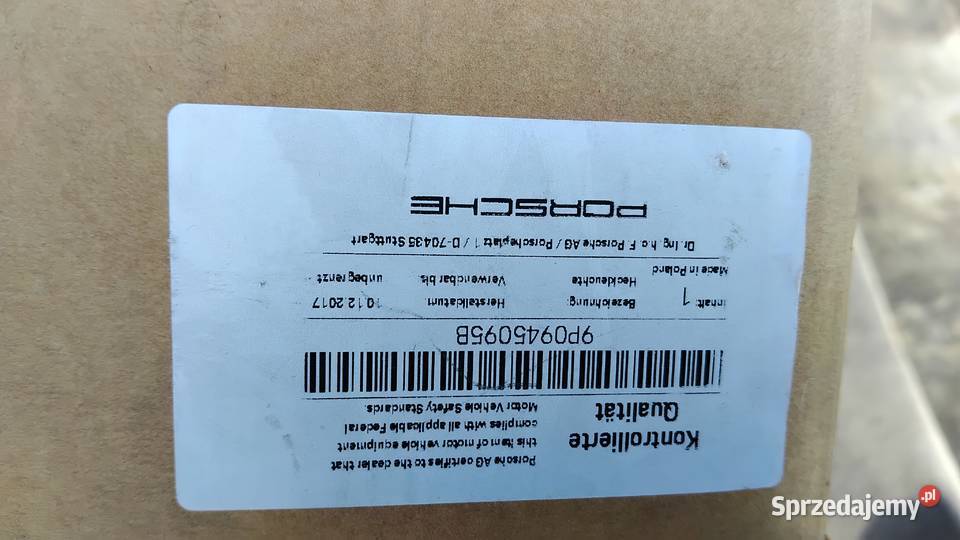 Kontrollierte
Qualität
Porsche AG certifies to the dealer that
this item of motor vehicle equipment
complies with all applicable Federal
Motor Vehicle Safety Standards.
9P0945095B
Inhalt: 1 Bezeichnung: Herstelldatum: 10.12.2017
Made in Poland Heckleuchte Verwendbar bis: unbegrenzt
Dr. Ing. h.c. F. Porsche AG / Porscheplatz 1 / D-70435 Stuttgart
PORSCHE
Sprzedajemy.pl